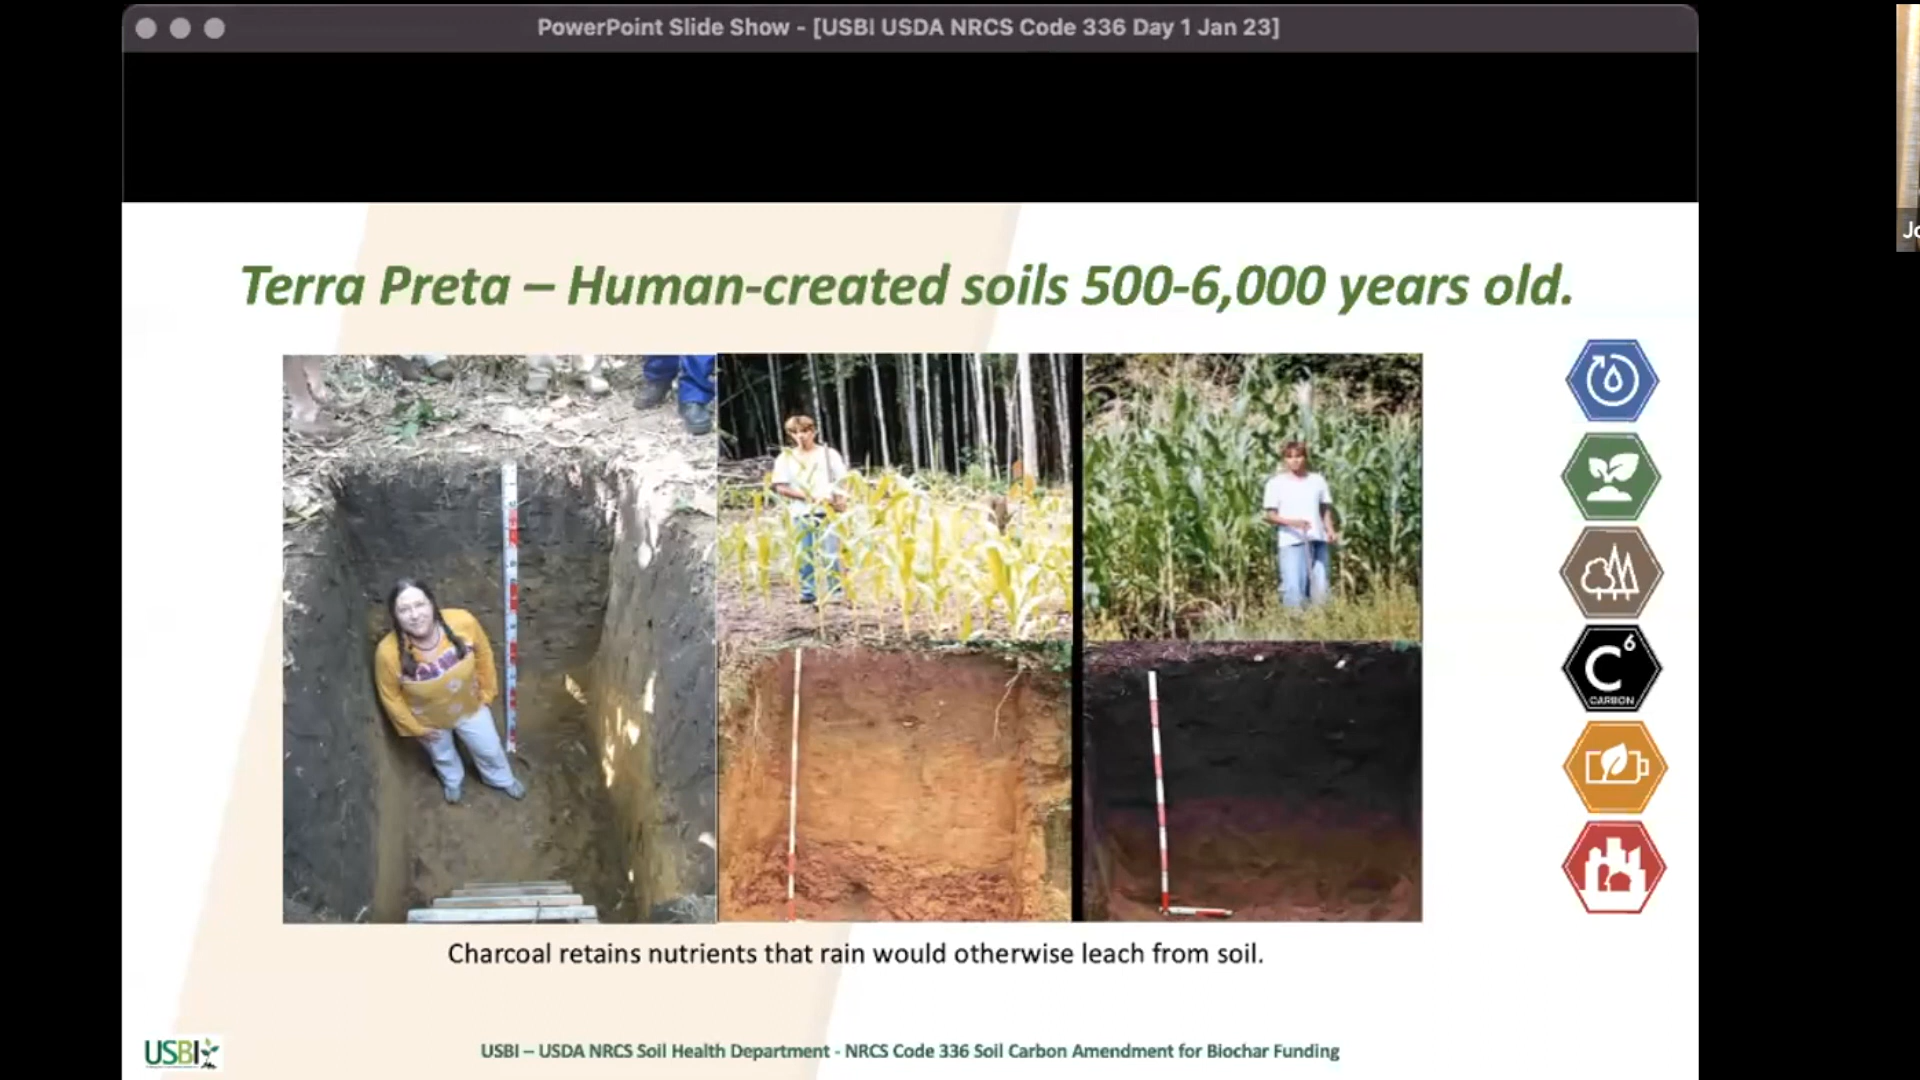 PowerPoint Slide Show - [USBI USDA NRCS Code 336 Day 1 Jan 23]
Jo
Terra Preta – Human-created soils 500-6,000 years old.
C 6
CARBON
Charcoal retains nutrients that rain would otherwise leach from soil.
USBI
USBI – USDA NRCS Soil Health Department - NRCS Code 336 Soil Carbon Amendment for Biochar Funding